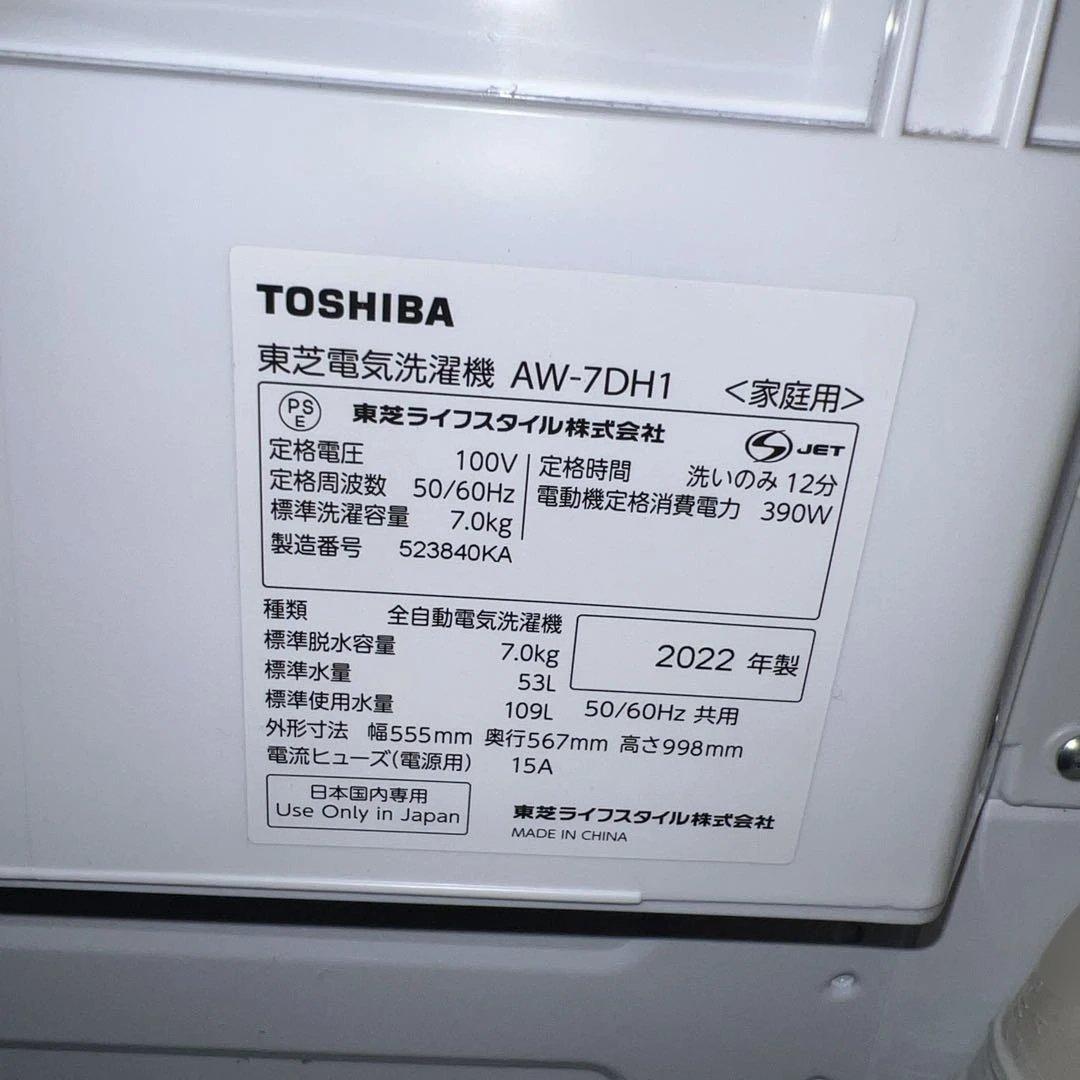 TOSHIBA
東芝電気洗濯機 AW-7DH1 <家庭用>
PS E 東芝ライフスタイル株式会社 S JET
定格電圧 100V 定格時間 洗いのみ 12分
定格周波数 50/60Hz 電動機定格消費電力 390W
標準洗濯容量 7.0kg
製造番号 523840KA
種類 全自動電気洗濯機
標準脱水容量 7.0kg 2022 年製
標準水量 53L
標準使用水量 109L 50/60Hz 共用
外形寸法 幅555mm 奥行567mm 高さ998mm
電流ヒューズ(電源用) 15A
日本国内専用
Use Only in Japan
東芝ライフスタイル株式会社
MADE IN CHINA